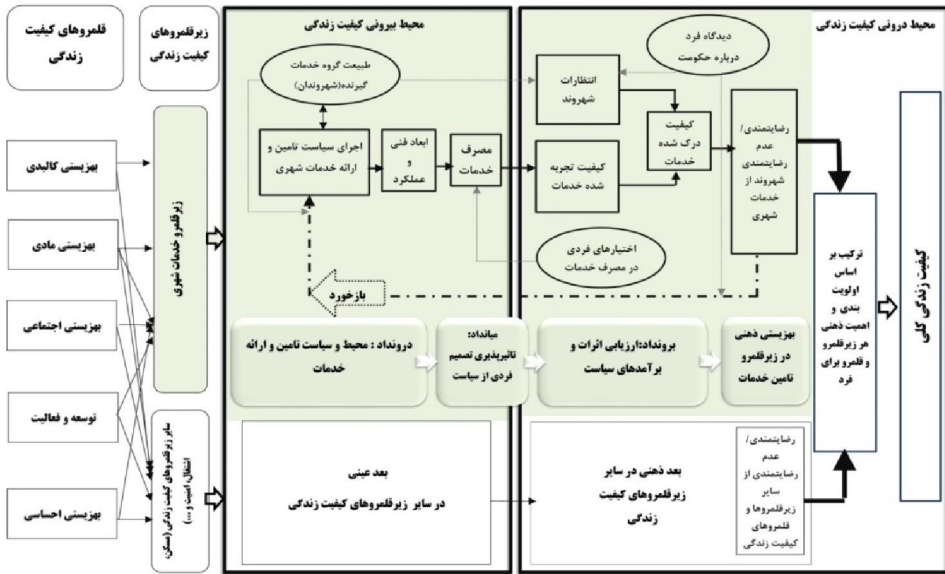 قلمروهای کیفیت
زندگی
زیرقلمروهای
کیفیت زندگی
محیط بیرونی کیفیت زندگی
محیط درونی کیفیت زندگی
بهزیستی کالبدی
بهزیستی مادی
بهزیستی اجتماعی
توسعه و فعالیت
بهزیستی احساسی
زیرقلمرو خدمات شهری
سایر زیرقلمروهای کیفیت زندگی (مسکن،
اشتغال، امنیت و ...)
طبیعت گروه خدمات
گیرنده(شهروندان)
اجرای سیاست تامین و
ارائه خدمات شهری
ابعاد فنی
و
عملکرد
مصرف
خدمات
دیدگاه فرد
درباره حکومت
انتظارات
شهروند
کیفیت تجربه
شده خدمات
کیفیت
درک شده
خدمات
رضایتمندی/
عدم
رضایتمندی
شهروند از
خدمات
شهری
اختیارهای فردی
در مصرف خدمات
بازخورد
درونداد : محیط و سیاست تامین و ارائه
خدمات
میانداد:
تاثیرپذیری تصمیم
فردی از سیاست
برونداد:ارزیابی اثرات و
برآمدهای سیاست
بهزیستی ذهنی
در زیرقلمرو
تامین خدمات
بعد عینی
در سایر زیرقلمروهای کیفیت زندگی
بعد ذهنی در سایر
زیرقلمروهای کیفیت
زندگی
رضایتمندی/
عدم
رضایتمندی از
سایر
زیرقلمروها و
قلمروهای
کیفیت زندگی
ترکیب بر
اساس
اولویت
بندی و
اهمیت ذهنی
هر زیرقلمرو
و قلمرو برای
فرد
کیفیت زندگی کلی